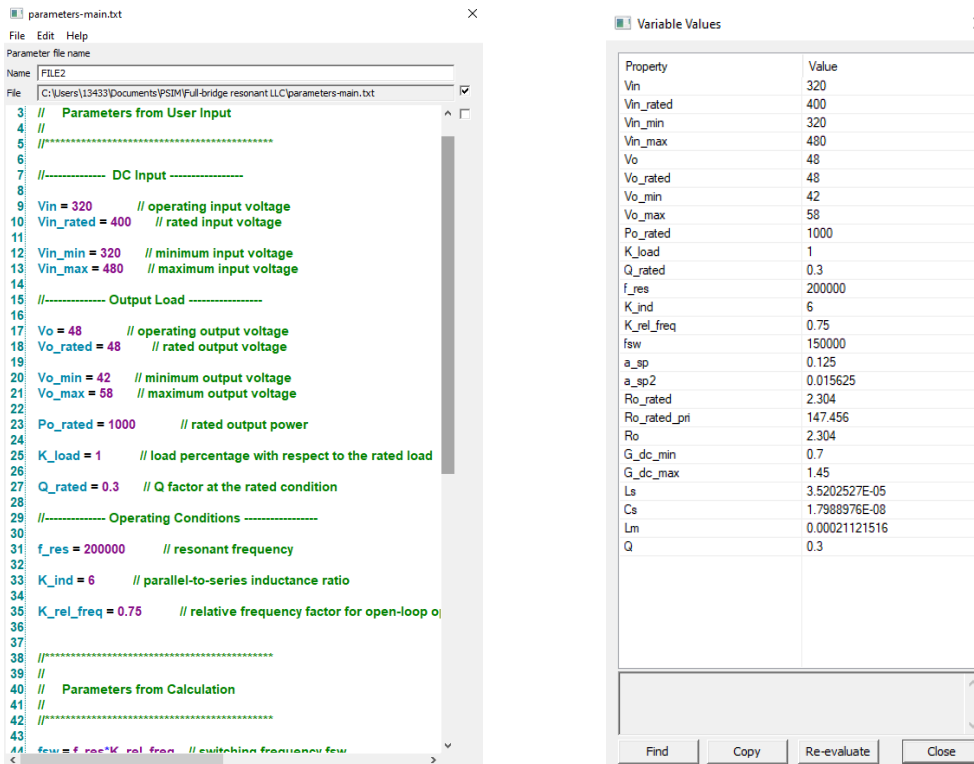 parameters-main.txt
File Edit Help
Parameter file name
Name FILE2
File C:\Users\13433\Documents\PSIM\Full-bridge resonant LLC\parameters-main.txt
3 // Parameters from User Input
4 //
5 //********************************************
6
7 //-------------- DC Input -----------------
8
9 Vin = 320 // operating input voltage
10 Vin_rated = 400 // rated input voltage
11
12 Vin_min = 320 // minimum input voltage
13 Vin_max = 480 // maximum input voltage
14
15 //-------------- Output Load -----------------
16
17 Vo = 48 // operating output voltage
18 Vo_rated = 48 // rated output voltage
19
20 Vo_min = 42 // minimum output voltage
21 Vo_max = 58 // maximum output voltage
22
23 Po_rated = 1000 // rated output power
24
25 K_load = 1 // load percentage with respect to the rated load
26
27 Q_rated = 0.3 // Q factor at the rated condition
28
29 //-------------- Operating Conditions -----------------
30
31 f_res = 200000 // resonant frequency
32
33 K_ind = 6 // parallel-to-series inductance ratio
34
35 K_rel_freq = 0.75 // relative frequency factor for open-loop
36
37
38 //********************************************
39 //
40 // Parameters from Calculation
41 //
42 //********************************************
43
44 fsw = f_res*K_rel_freq // switching frequency fsw
Variable Values
Property Value
Vin 320
Vin_rated 400
Vin_min 320
Vin_max 480
Vo 48
Vo_rated 48
Vo_min 42
Vo_max 58
Po_rated 1000
K_load 1
Q_rated 0.3
f_res 200000
K_ind 6
K_rel_freq 0.75
fsw 150000
a_sp 0.125
a_sp2 0.015625
Ro_rated 2.304
Ro_rated_pri 147.456
Ro 2.304
G_dc_min 0.7
G_dc_max 1.45
Ls 3.5202527E-05
Cs 1.7988976E-08
Lm 0.00021121516
Q 0.3
Find Copy Re-evaluate Close